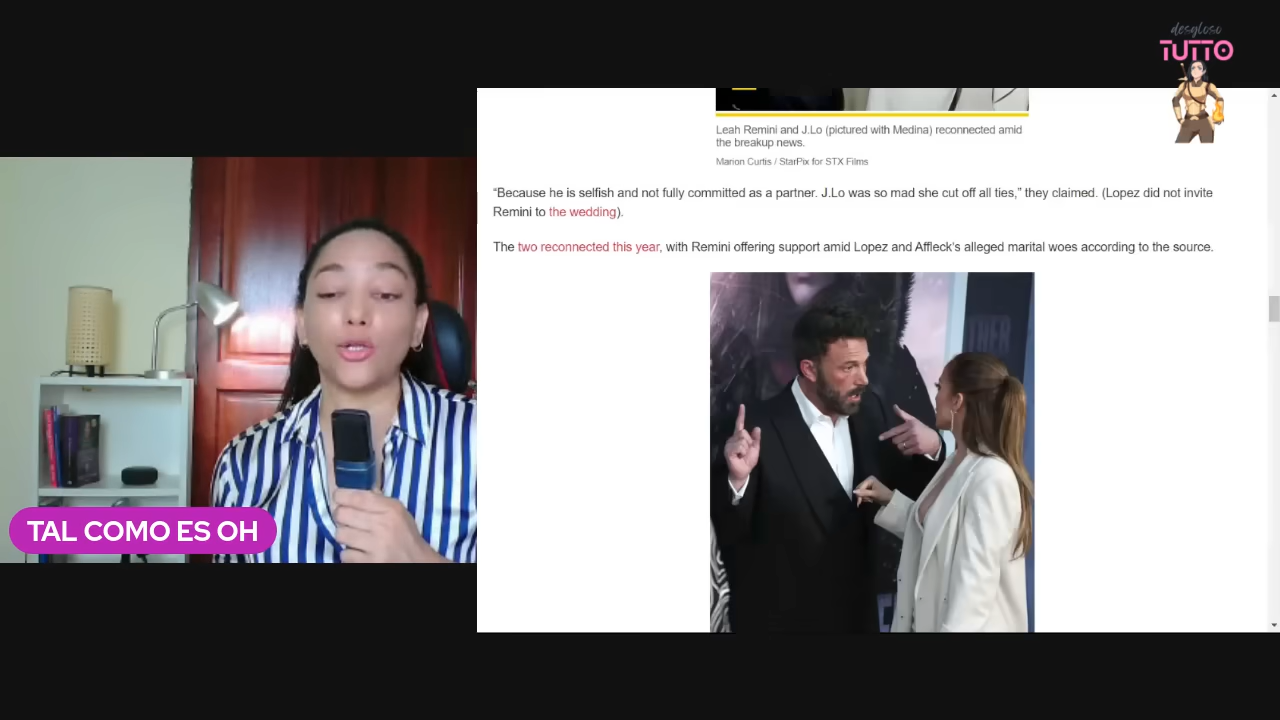 desgloso
TUTTO
Leah Remini and J.Lo (pictured with Medina) reconnected amid
the breakup news.
Marion Curtis / StarPix for STX Films
“Because he is selfish and not fully committed as a partner. J.Lo was so mad she cut off all ties,” they claimed. (Lopez did not invite
Remini to the wedding).
The two reconnected this year, with Remini offering support amid Lopez and Affleck's alleged marital woes according to the source.
TAL COMO ES OH